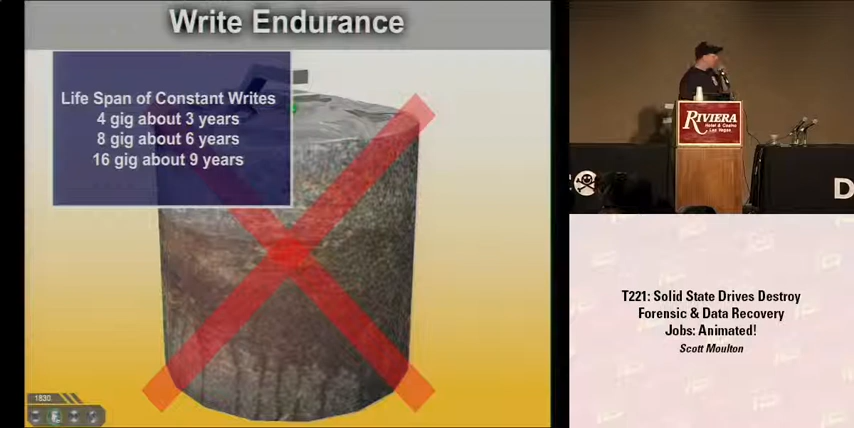 Write Endurance
Life Span of Constant Writes
4 gig about 3 years
8 gig about 6 years
16 gig about 9 years
1830
RIVIERA
Hotel & Casino
Las Vegas
D
T221: Solid State Drives Destroy
Forensic & Data Recovery
Jobs: Animated!
Scott Moulton